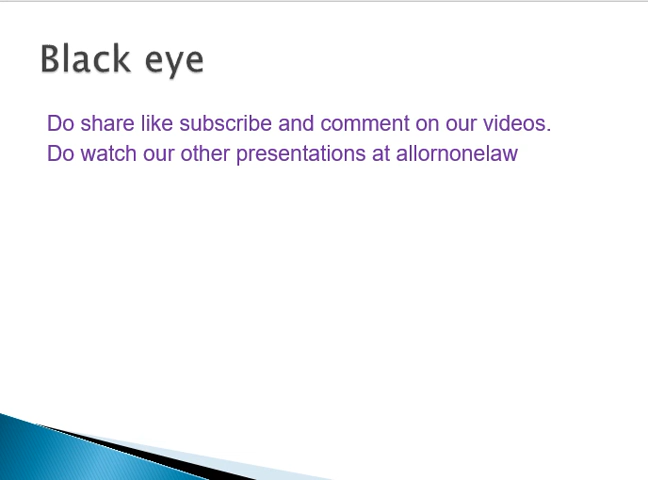 Black eye
Do share like subscribe and comment on our videos.
Do watch our other presentations at allornonelaw